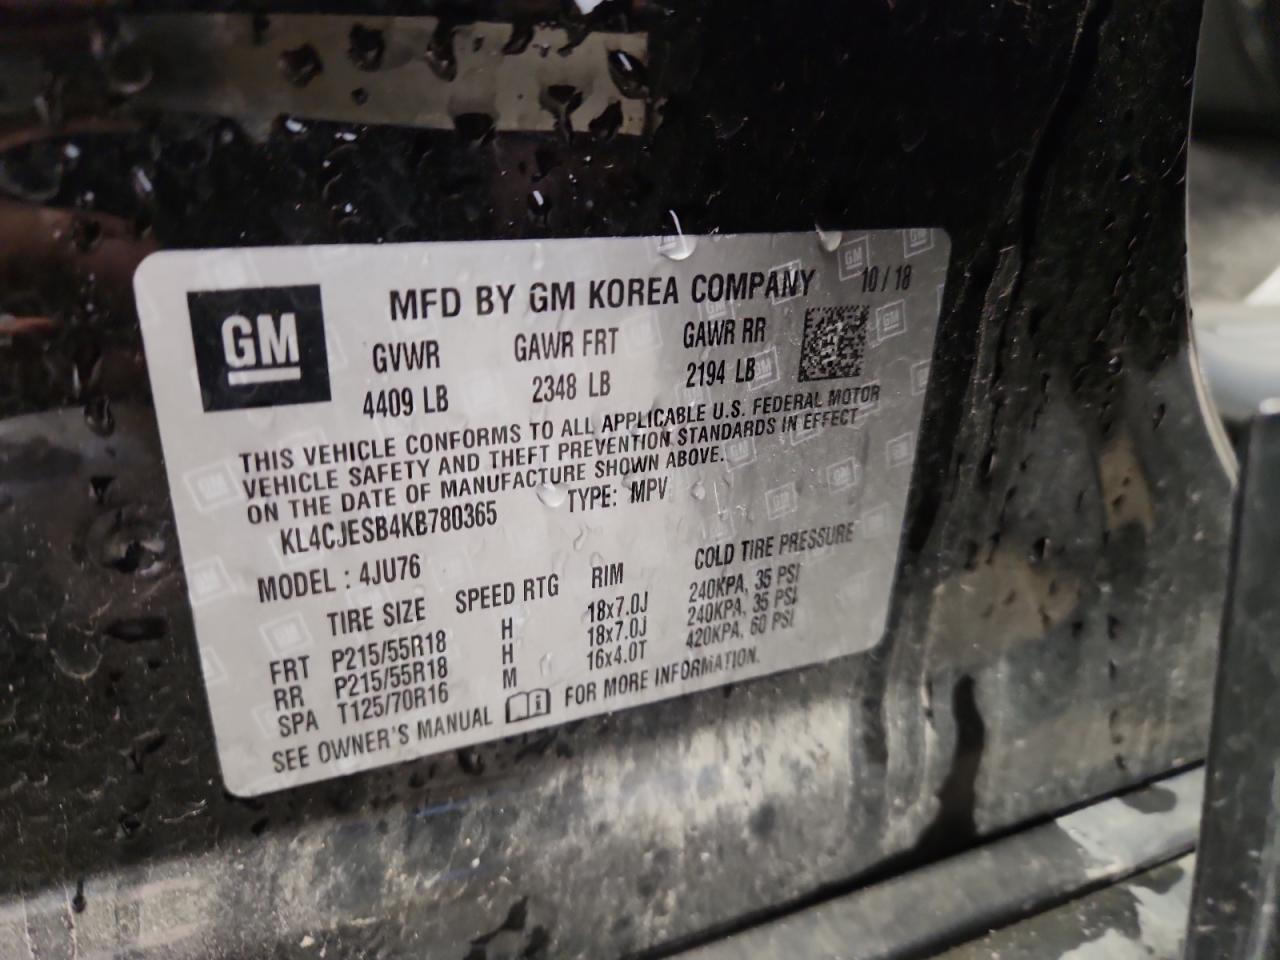 GM
MFD BY GM KOREA COMPANY 10 / 18
GVWR GAWR FRT GAWR RR
4409 LB 2348 LB 2194 LB
THIS VEHICLE CONFORMS TO ALL APPLICABLE U.S. FEDERAL MOTOR
VEHICLE SAFETY AND THEFT PREVENTION STANDARDS IN EFFECT
ON THE DATE OF MANUFACTURE SHOWN ABOVE.
KL4CJESB4KB780365 TYPE: MPV
MODEL : 4JU76
TIRE SIZE SPEED RTG RIM COLD TIRE PRESSURE
FRT P215/55R18 H 18x7.0J 240KPA, 35 PSI
RR P215/55R18 H 18x7.0J 240KPA, 35 PSI
SPA T125/70R16 M 16x4.0T 420KPA, 60 PSI
SEE OWNER'S MANUAL FOR MORE INFORMATION.